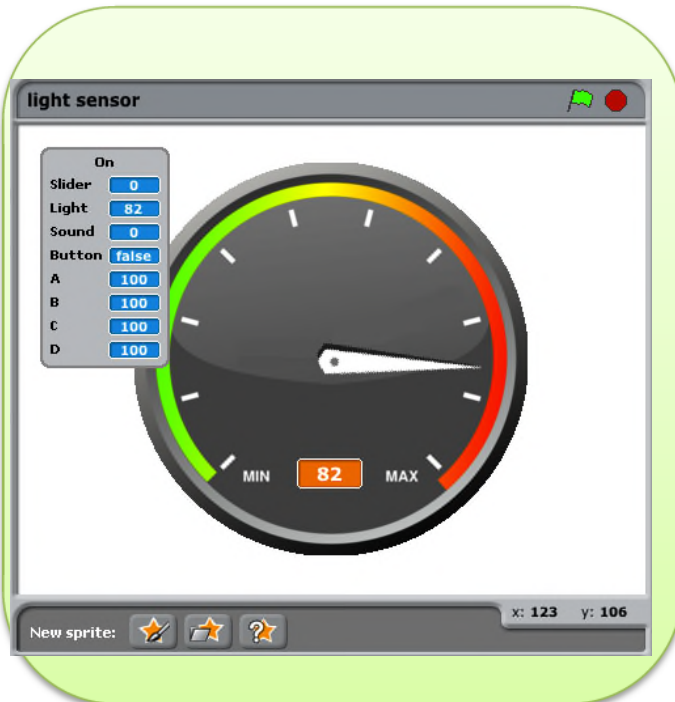 light sensor
On
Slider 0
Light 82
Sound 0
Button false
A 100
B 100
C 100
D 100
MIN 82 MAX
x: 123 y: 106
New sprite: